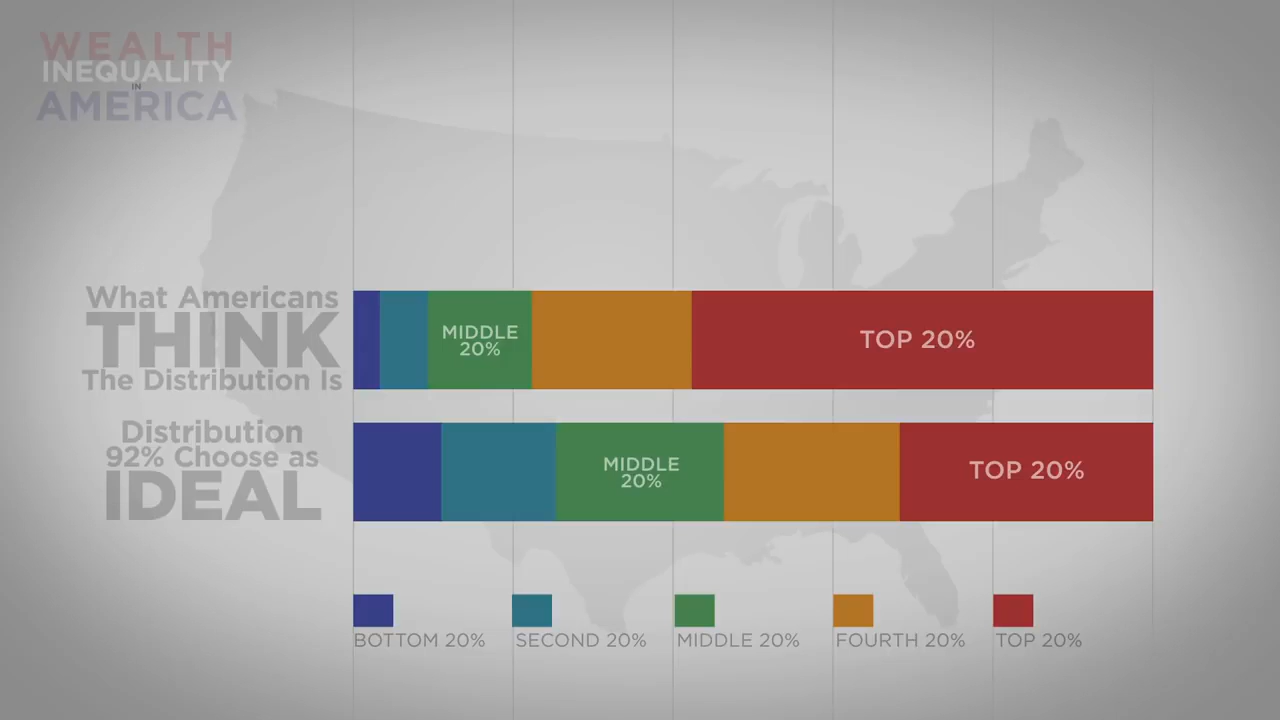 WEALTH
INEQUALITY
IN
AMERICA
What Americans
THINK
The Distribution Is
MIDDLE
20%
TOP 20%
Distribution
92% Choose as
IDEAL
MIDDLE
20%
TOP 20%
BOTTOM 20%
SECOND 20%
MIDDLE 20%
FOURTH 20%
TOP 20%